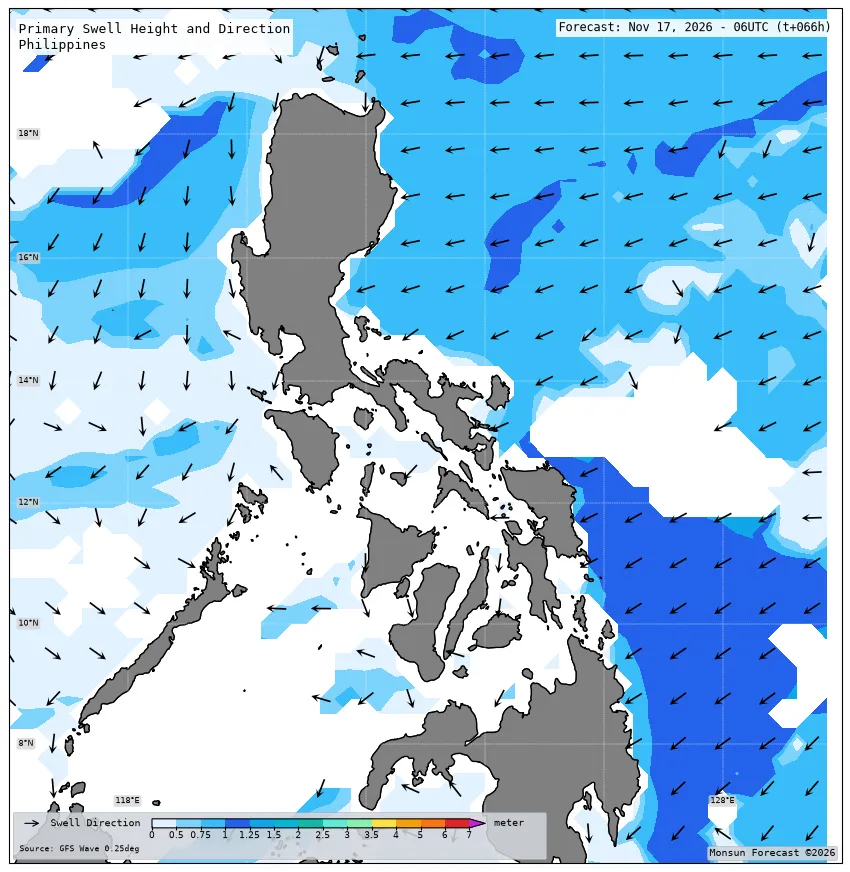 Primary Swell Height and Direction
Philippines
Forecast: Nov 17, 2026 - 06UTC (t+066h)
18°N
16°N
14°N
12°N
10°N
8°N
118°E
128°E
Swell Direction
0 0.5 0.75 1 1.25 1.5 2 2.5 3 3.5 4 5 6 7
meter
Source: GFS Wave 0.25deg
Monsun Forecast ©2026